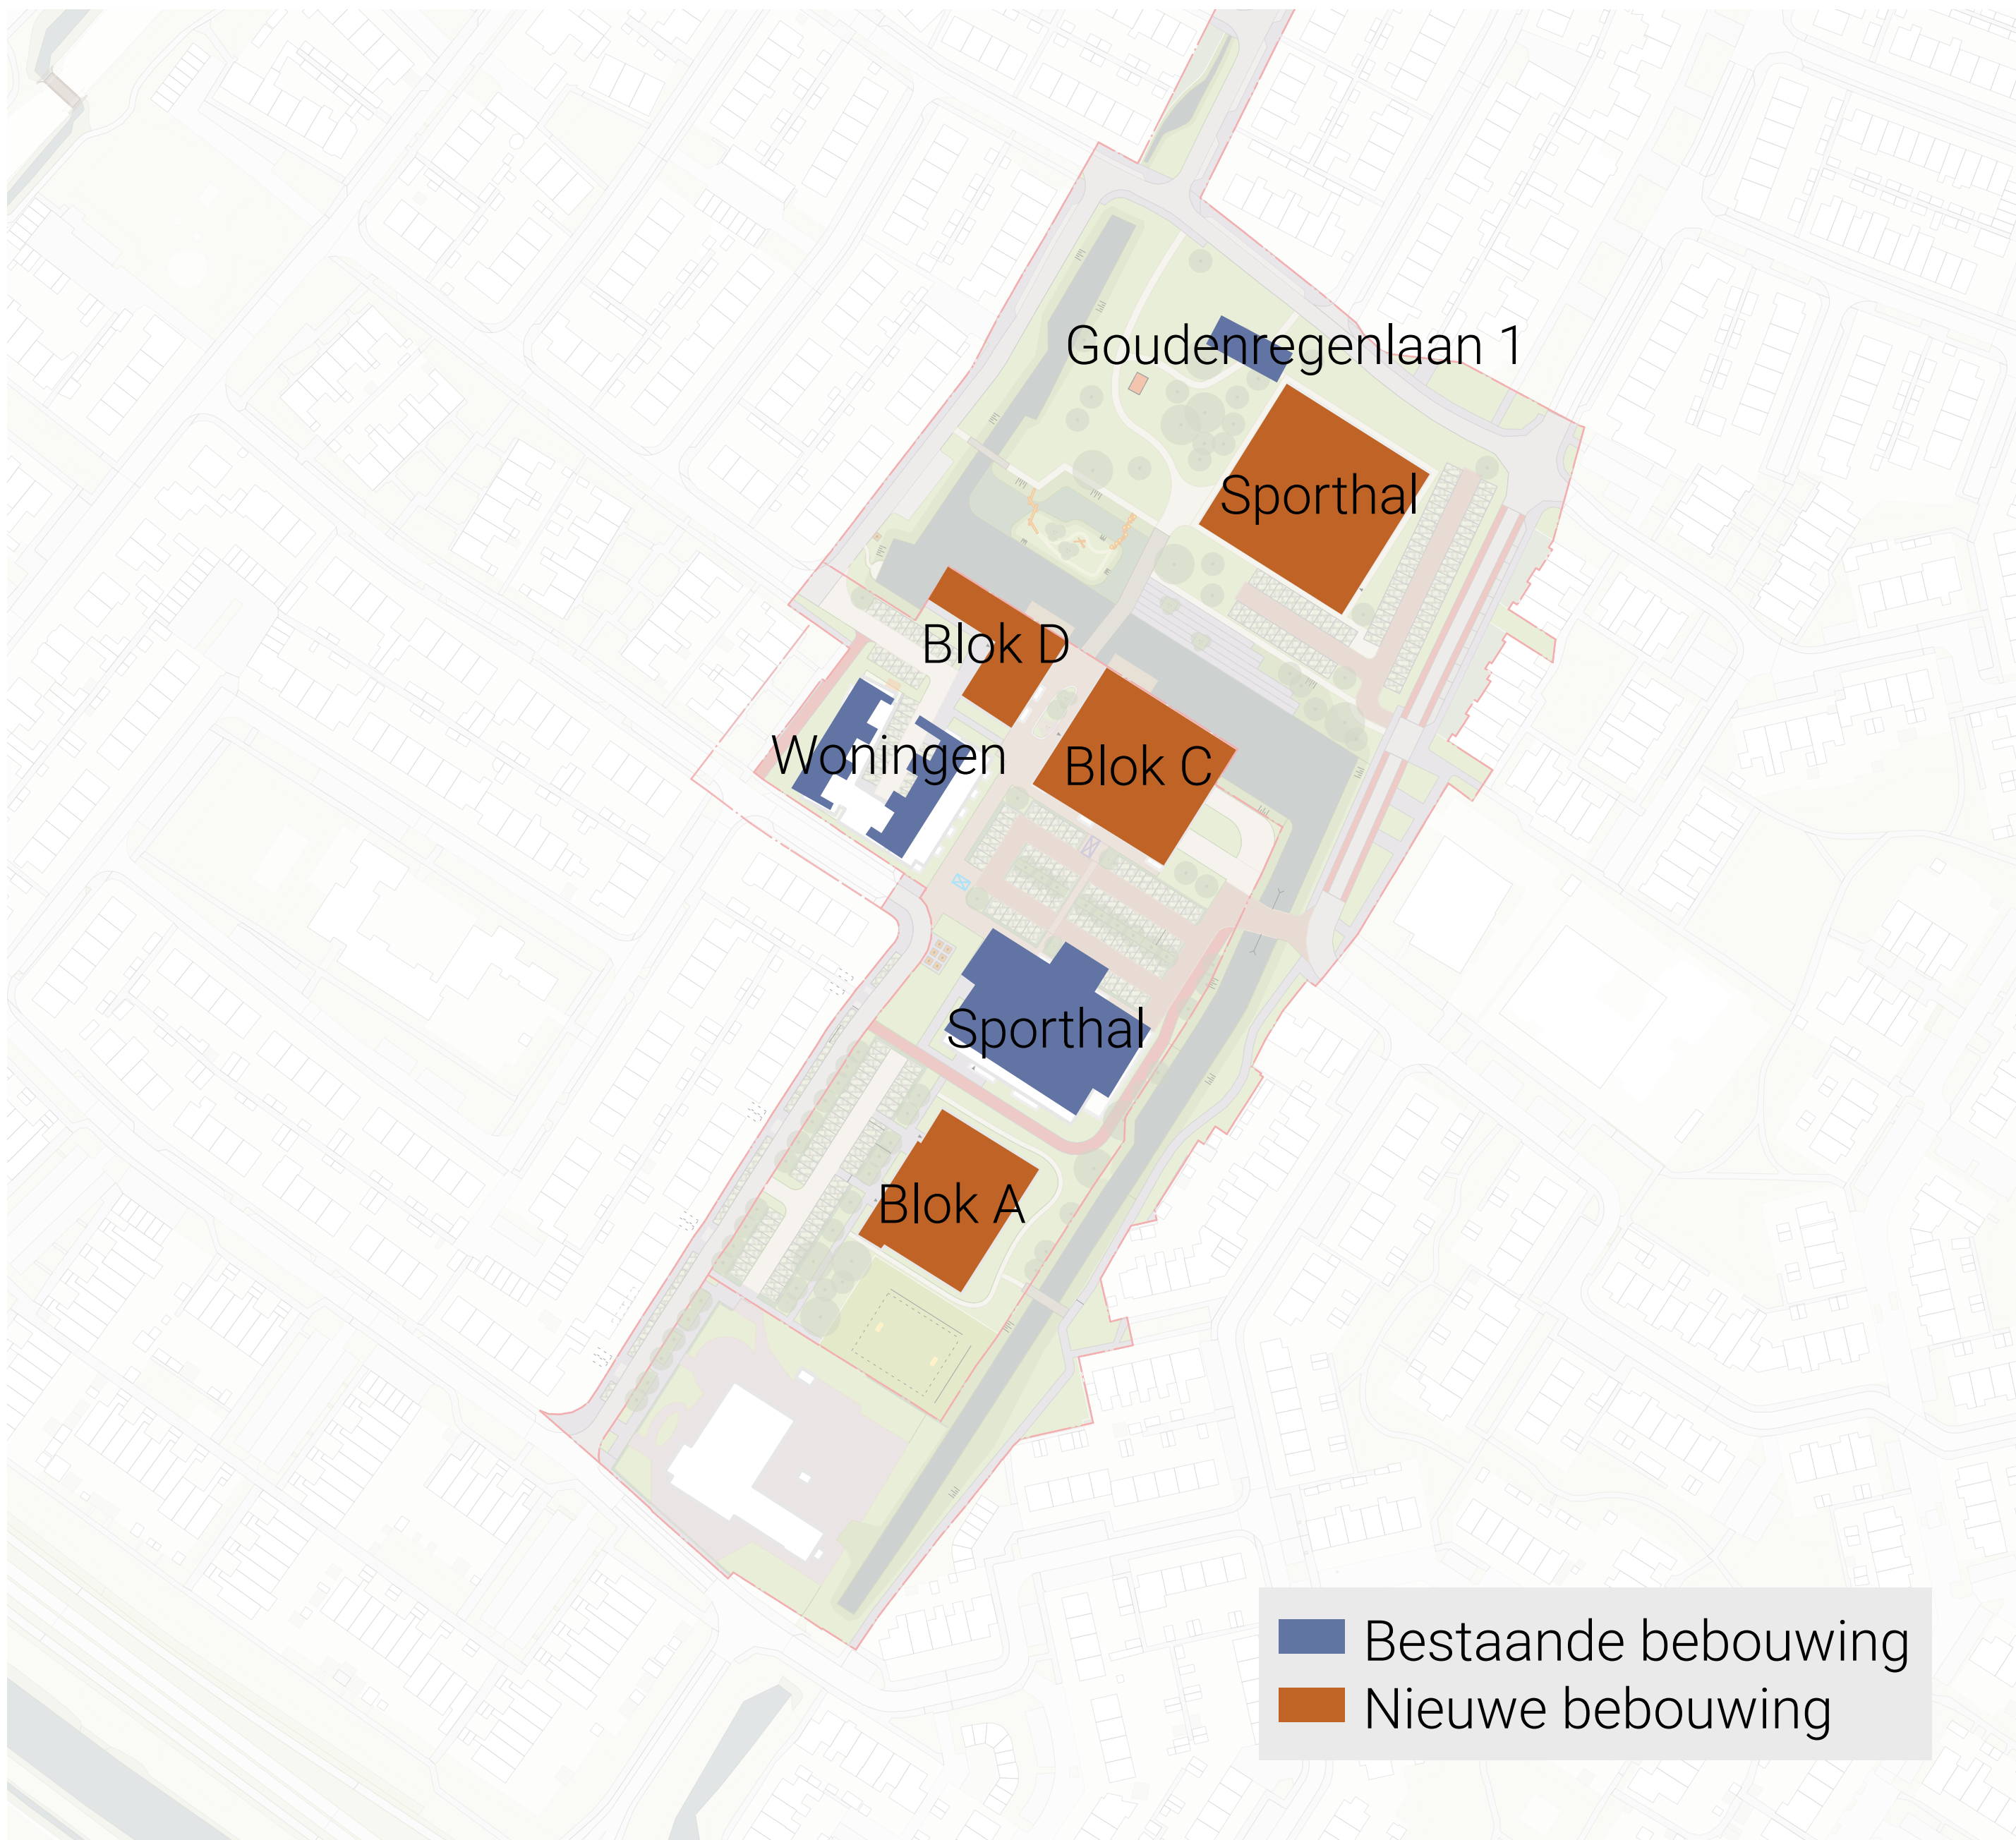 Goudenregenlaan 1
Sporthal
Blok D
Woningen
Blok C
Sporthal
Blok A
Bestaande bebouwing
Nieuwe bebouwing